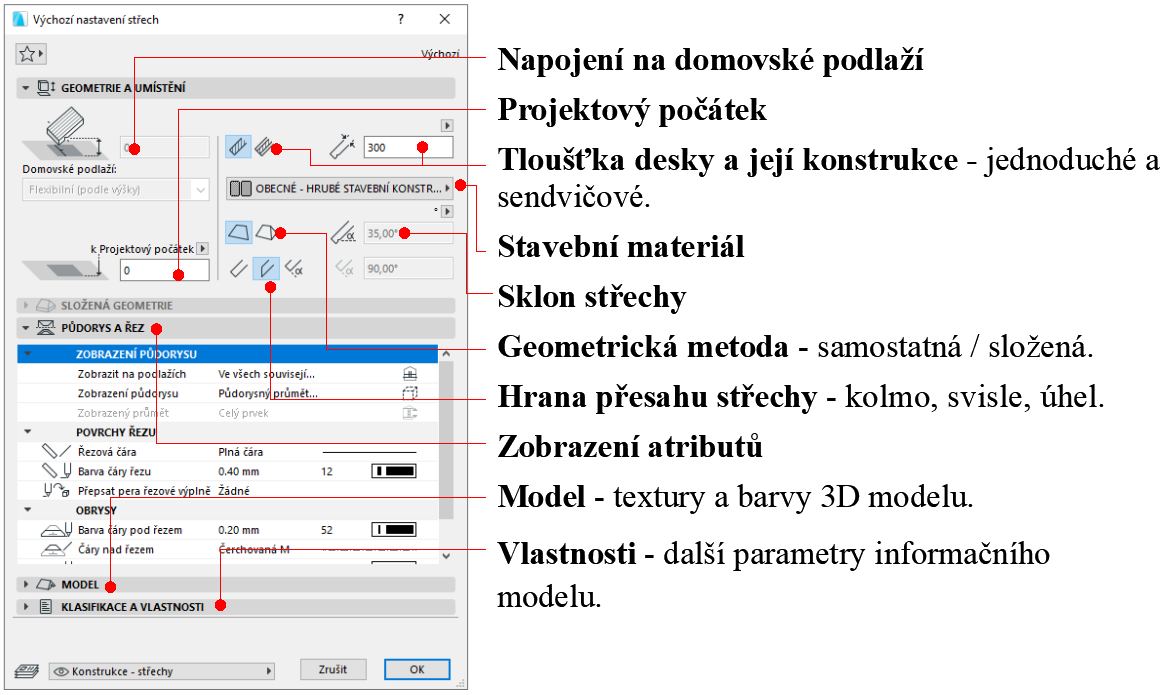 Výchozí nastavení střech ? ×
Výchozí
GEOMETRIE A UMÍSTĚNÍ
0
Domovské podlaží:
Flexibilní (podle výšky)
k Projektový počátek
0
300
OBECNÉ - HRUBÉ STAVEBNÍ KONSTR...
°
35,00°
α
90,00°
SLOŽENÁ GEOMETRIE
PŮDORYS A ŘEZ
ZOBRAZENÍ PŮDORYSU
Zobrazit na podlažích Ve všech souvisejí...
Zobrazení půdorysu Půdorysný průmět...
Zobrazený průmět Celý prvek
POVRCHY ŘEZU
Řezová čára Plná čára
Barva čáry řezu 0.40 mm 12
Přepsat pera řezové výplně Žádné
OBRYSY
Barva čáry pod řezem 0.20 mm 52
Čáry nad řezem Čerchovaná M
MODEL
KLASIFIKACE A VLASTNOSTI
Konstrukce - střechy Zrušit OK
Napojení na domovské podlaží
Projektový počátek
Tloušťka desky a její konstrukce - jednoduché a
sendvičové.
Stavební materiál
Sklon střechy
Geometrická metoda - samostatná / složená.
Hrana přesahu střechy - kolmo, svisle, úhel.
Zobrazení atributů
Model - textury a barvy 3D modelu.
Vlastnosti - další parametry informačního
modelu.